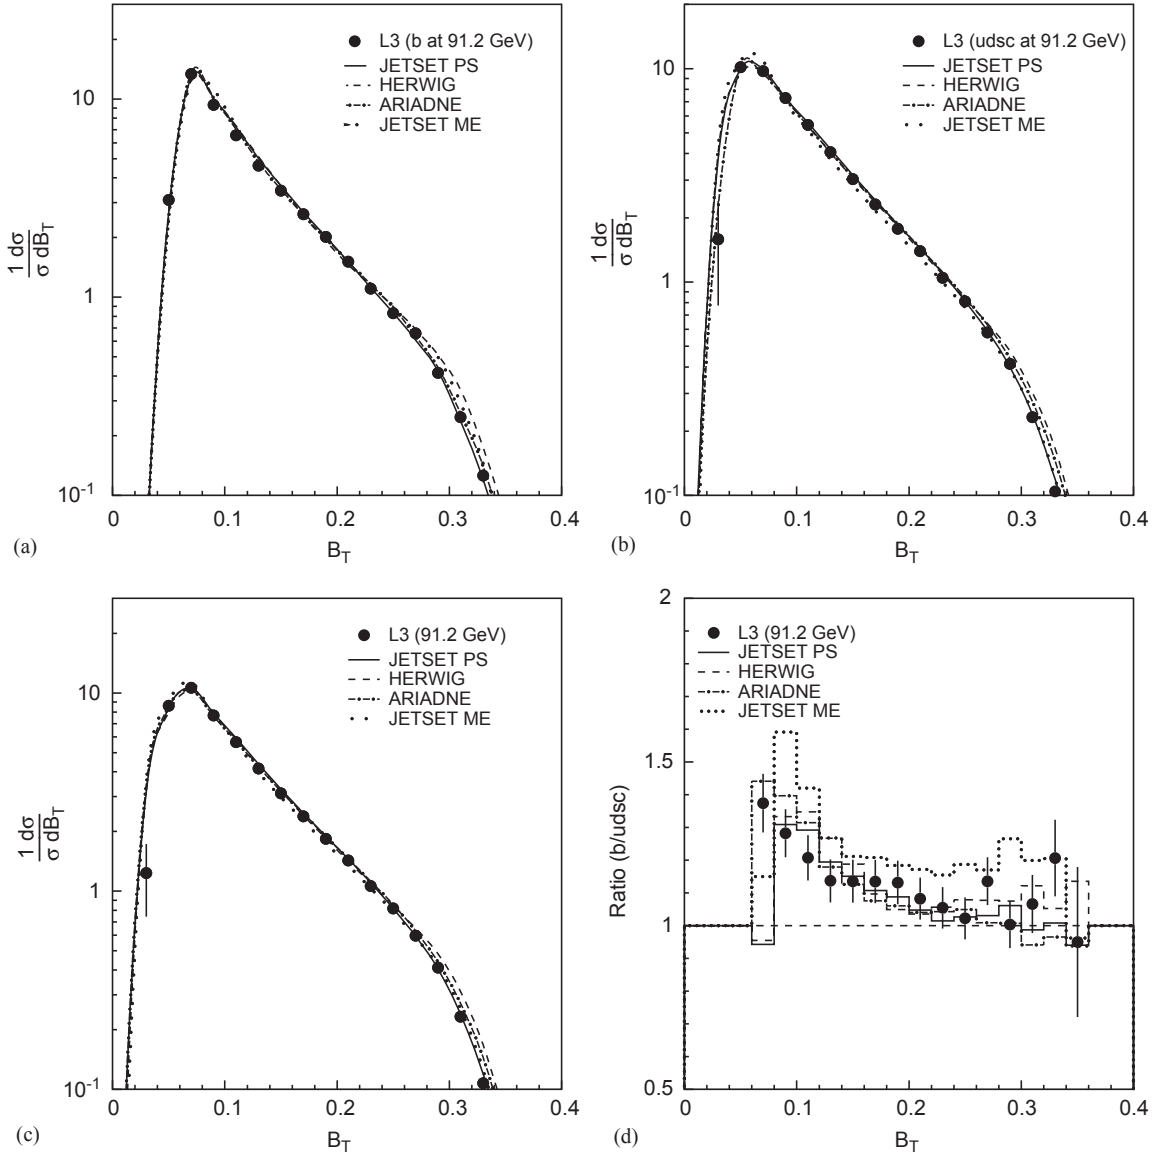 L3 (b at 91.2 GeV)
JETSET PS
HERWIG
ARIADNE
JETSET ME
10
1
10⁻¹
1 dσ
σ dB_T
0 0.1 0.2 0.3 0.4
B_T
(a)
L3 (udsc at 91.2 GeV)
JETSET PS
HERWIG
ARIADNE
JETSET ME
10
1
10⁻¹
1 dσ
σ dB_T
0 0.1 0.2 0.3 0.4
B_T
(b)
L3 (91.2 GeV)
JETSET PS
HERWIG
ARIADNE
JETSET ME
10
1
10⁻¹
1 dσ
σ dB_T
0 0.1 0.2 0.3 0.4
B_T
(c)
L3 (91.2 GeV)
JETSET PS
HERWIG
ARIADNE
JETSET ME
2
1.5
1
0.5
Ratio (b/udsc)
0 0.1 0.2 0.3 0.4
B_T
(d)